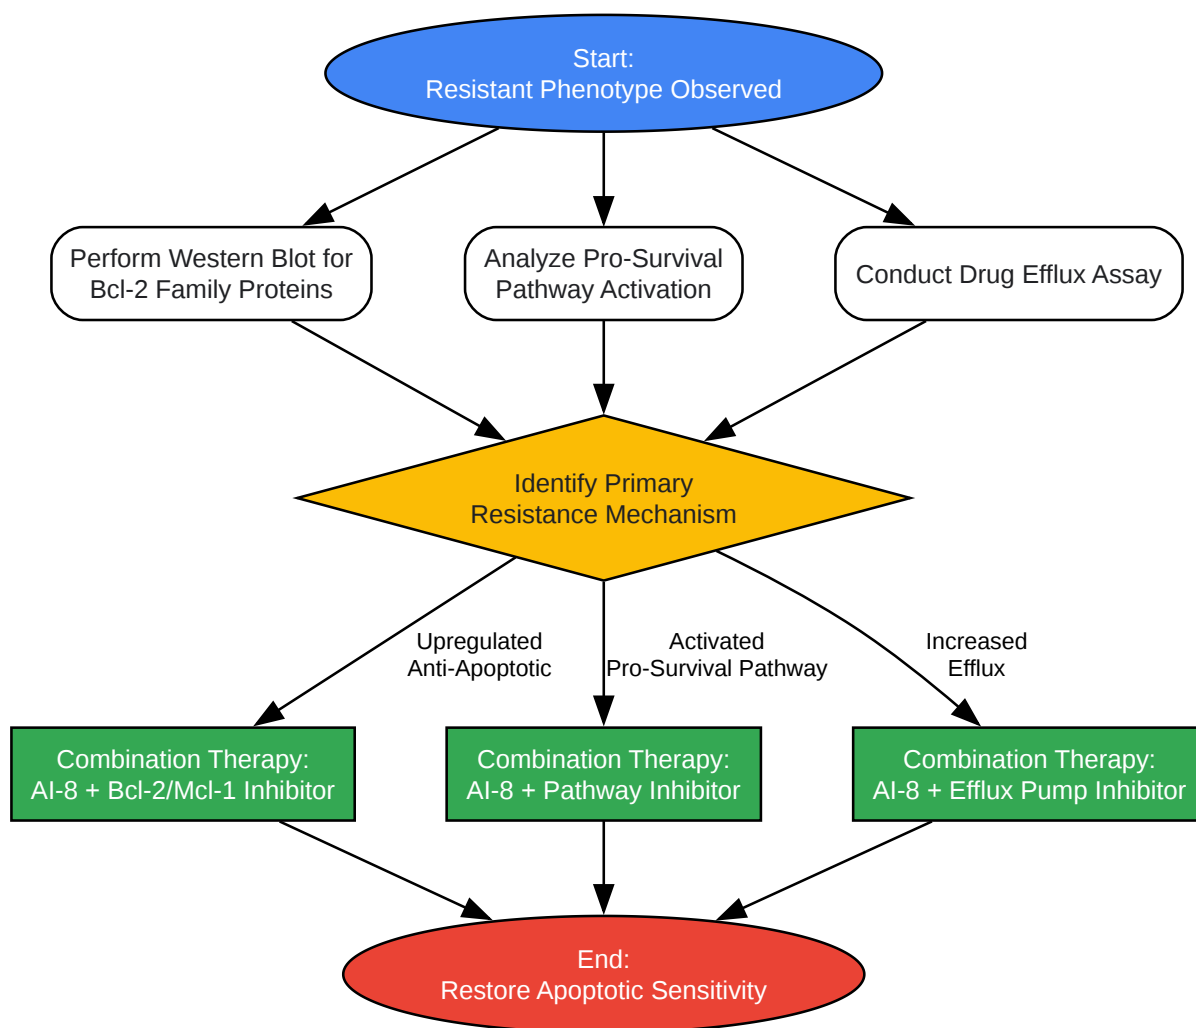 Start:
Resistant Phenotype Observed
Perform Western Blot for
Bcl-2 Family Proteins
Analyze Pro-Survival
Pathway Activation
Conduct Drug Efflux Assay
Identify Primary
Resistance Mechanism
Upregulated
Anti-Apoptotic
Activated
Pro-Survival Pathway
Increased
Efflux
Combination Therapy:
AI-8 + Bcl-2/Mcl-1 Inhibitor
Combination Therapy:
AI-8 + Pathway Inhibitor
Combination Therapy:
AI-8 + Efflux Pump Inhibitor
End:
Restore Apoptotic Sensitivity